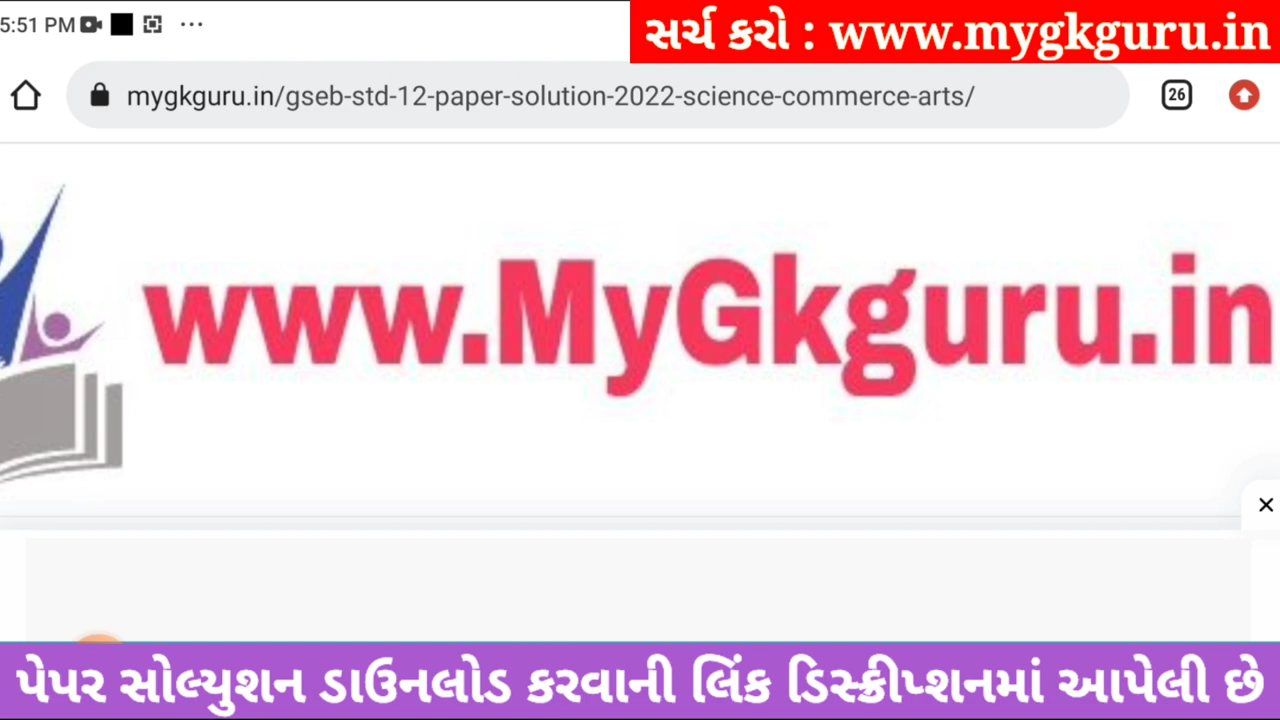 5:51 PM
સર્ચ કરો : www.mygkguru.in
mygkguru.in/gseb-std-12-paper-solution-2022-science-commerce-arts/
26
www.MyGkguru.in
પેપર સોલ્યુશન ડાઉનલોડ કરવાની લિંક ડિસ્ક્રીપ્શનમાં આપેલી છે